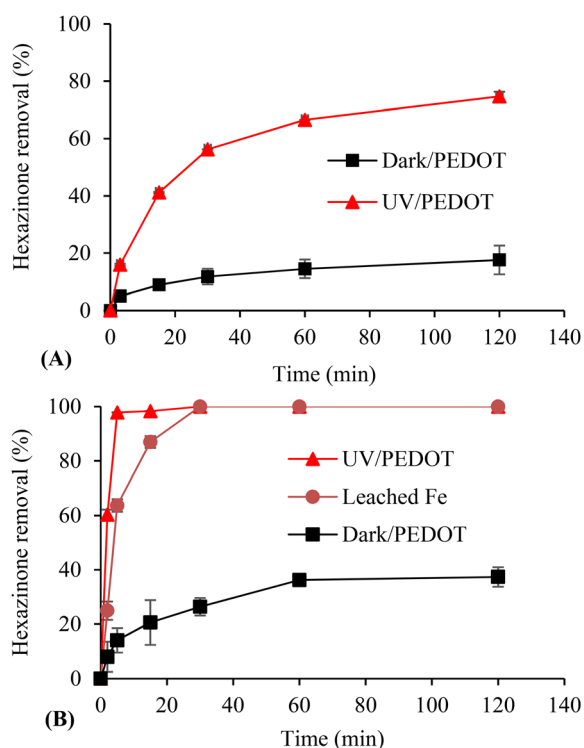 Hexazinone removal (%)
100
80
60
40
20
0
Dark/PEDOT
UV/PEDOT
0 20 40 60 80 100 120 140
(A)
Time (min)
Hexazinone removal (%)
100
80
60
40
20
0
UV/PEDOT
Leached Fe
Dark/PEDOT
0 20 40 60 80 100 120 140
(B)
Time (min)